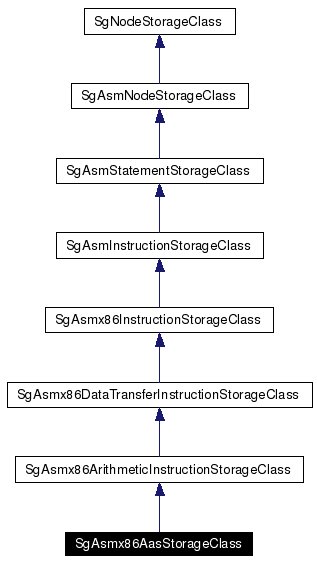 SgNodeStorageClass
SgAsmNodeStorageClass
SgAsmStatementStorageClass
SgAsmInstructionStorageClass
SgAsmx86InstructionStorageClass
SgAsmx86DataTransferInstructionStorageClass
SgAsmx86ArithmeticInstructionStorageClass
SgAsmx86AasStorageClass